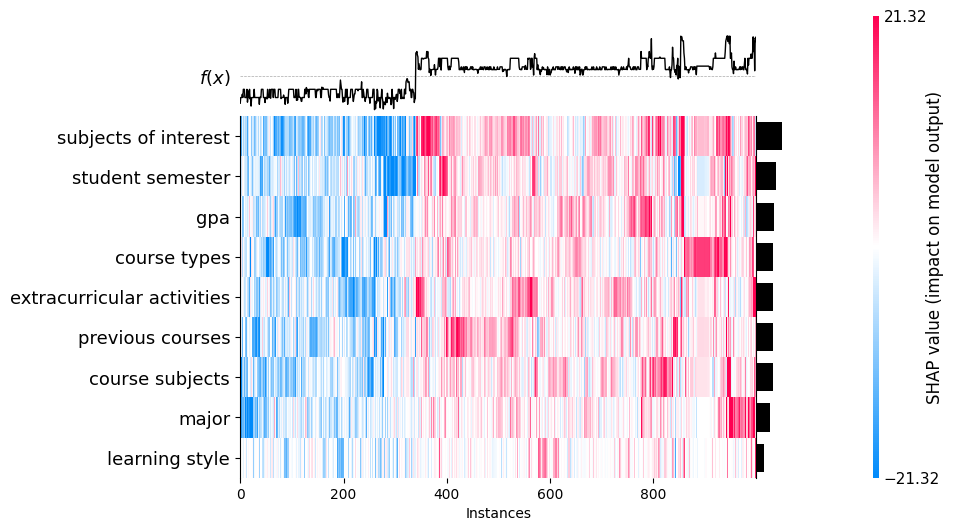 21.32
f(x)
subjects of interest
student semester
gpa
course types
extracurricular activities
previous courses
course subjects
major
learning style
0 200 400 600 800
Instances
SHAP value (impact on model output)
−21.32